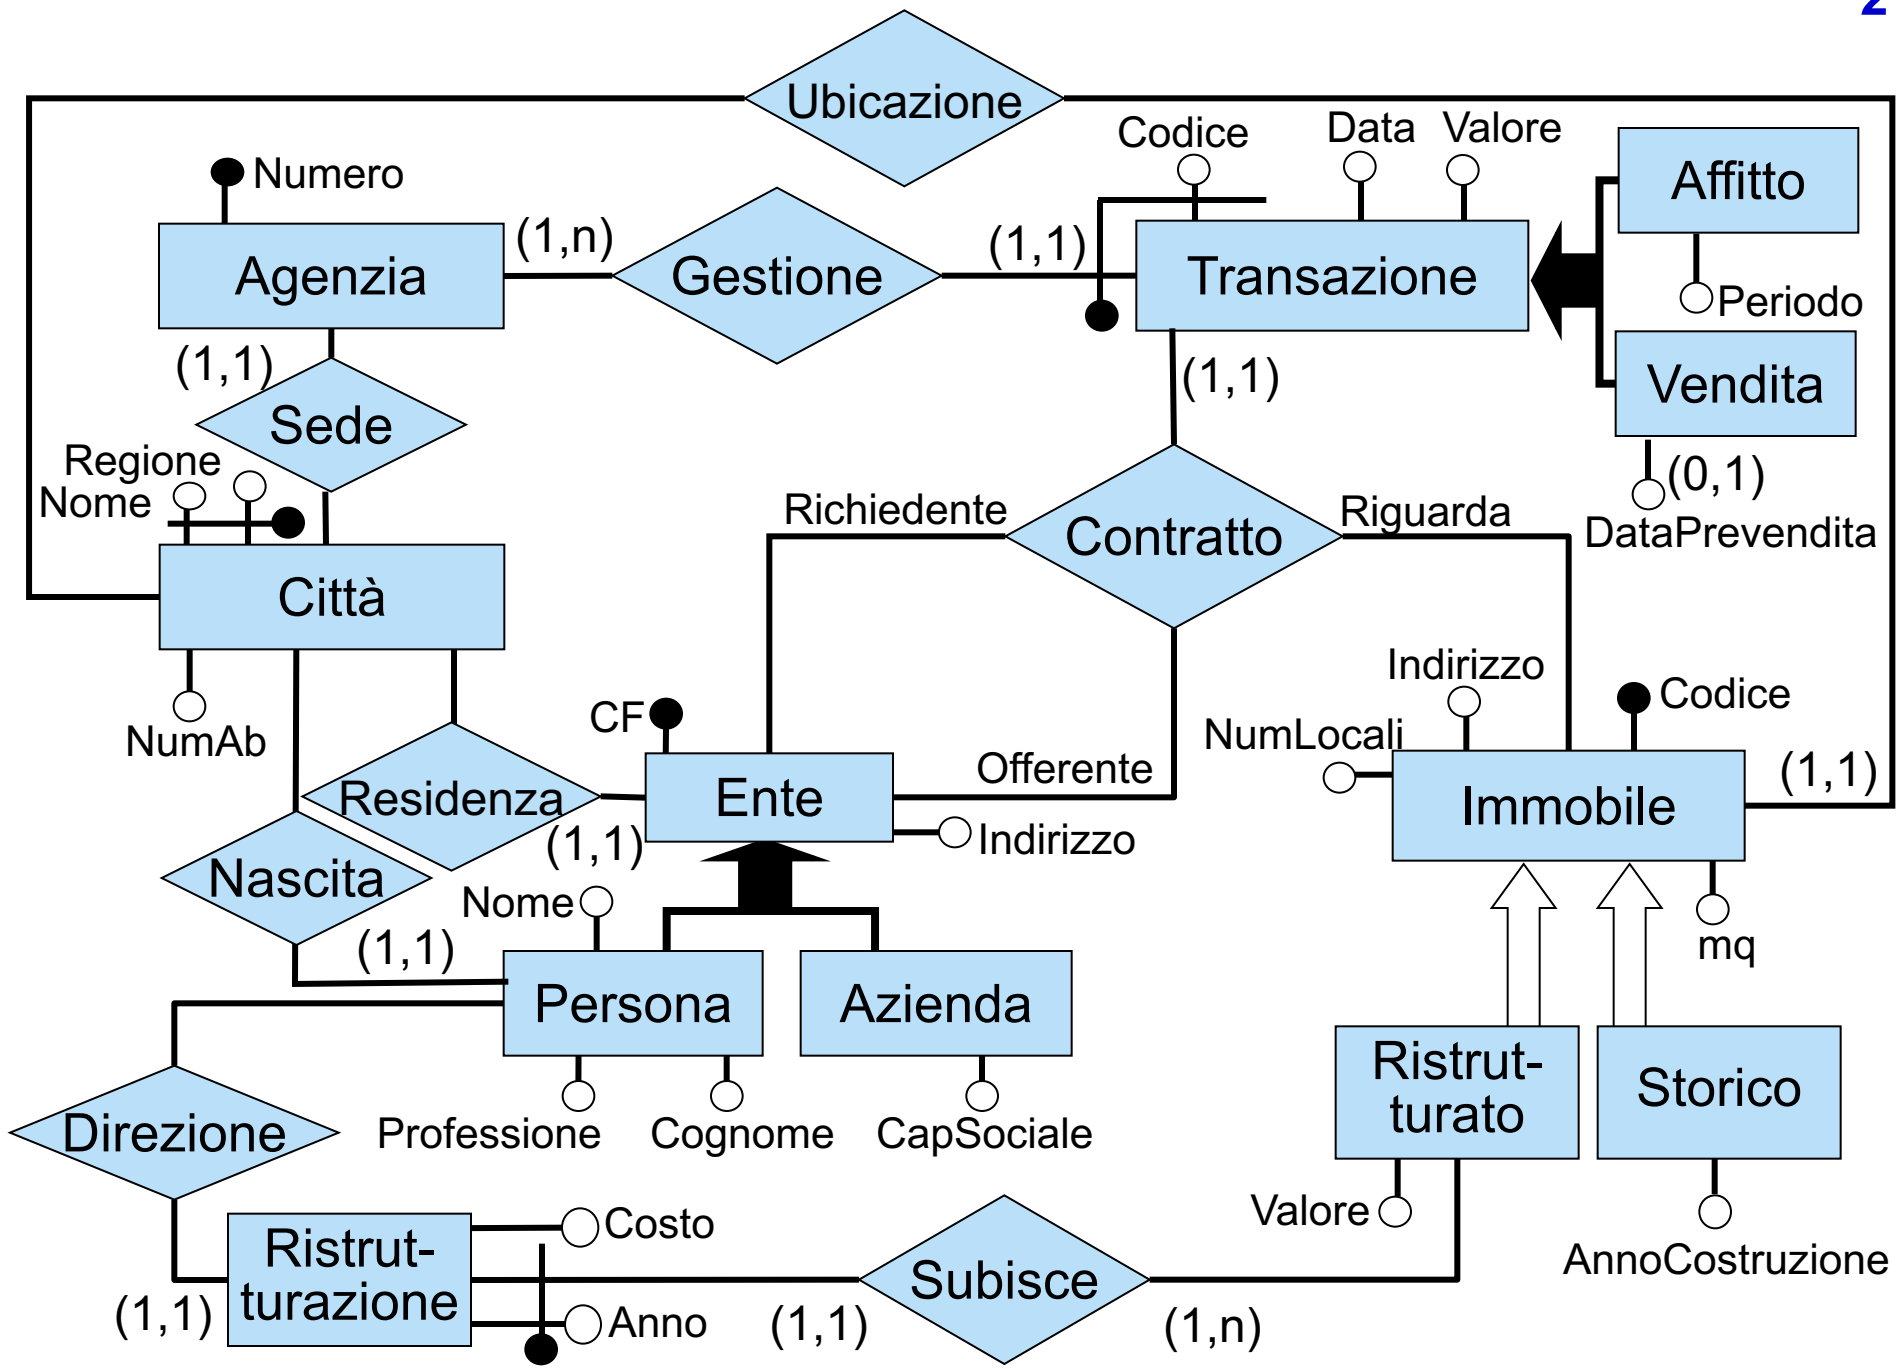 2
Ubicazione
Codice
Data
Valore
Affitto
Numero
(1,n)
(1,1)
Agenzia
Gestione
Transazione
Periodo
(1,1)
(1,1)
Vendita
Sede
Regione
Nome
(0,1)
Richiedente
Riguarda
Contratto
DataPrevendita
Città
Indirizzo
Codice
CF
NumAb
NumLocali
Offerente
(1,1)
Residenza
Ente
Immobile
(1,1)
Indirizzo
Nascita
Nome
(1,1)
mq
Persona
Azienda
Ristrut-
turato
Storico
Direzione
Professione
Cognome
CapSociale
Valore
Costo
Ristrut-
turazione
Subisce
AnnoCostruzione
(1,1)
Anno
(1,1)
(1,n)